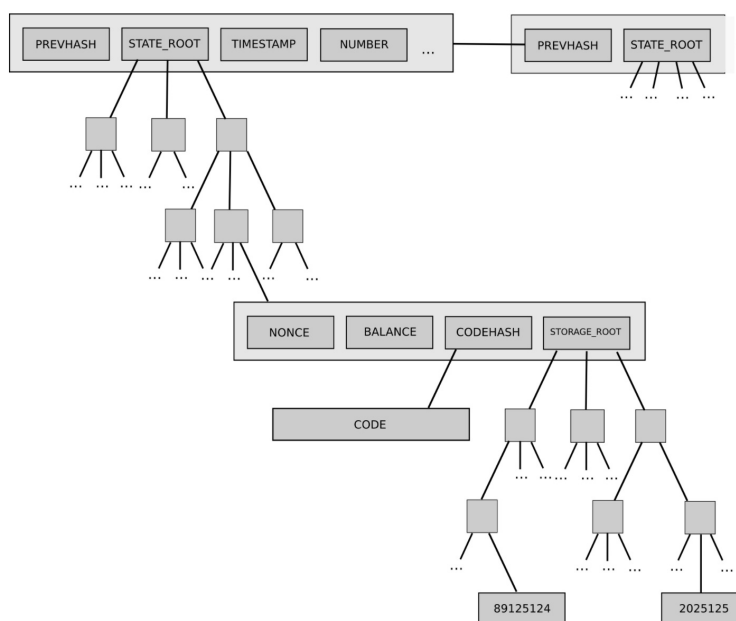 PREVHASH STATE_ROOT TIMESTAMP NUMBER ... PREVHASH STATE_ROOT
... ... ... ...
... ... ... ... ...
... ... ... ... ... ...
NONCE BALANCE CODEHASH STORAGE_ROOT
CODE
... ... ... ... ...
... ... ... ... ... ...
89125124 2025125